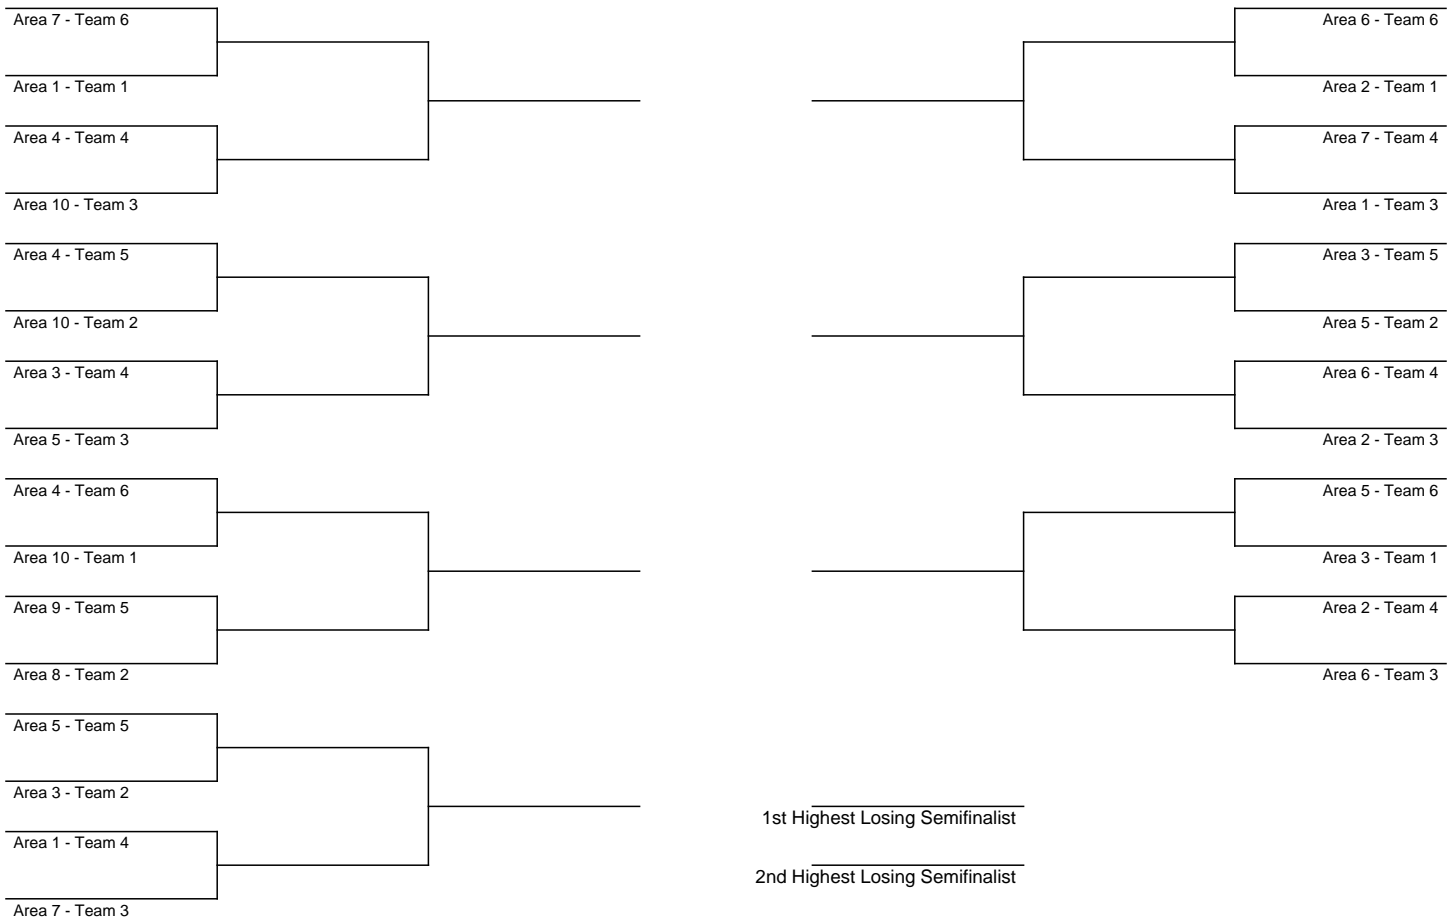 Area 7 - Team 6
Area 1 - Team 1
Area 4 - Team 4
Area 10 - Team 3
Area 4 - Team 5
Area 10 - Team 2
Area 3 - Team 4
Area 5 - Team 3
Area 4 - Team 6
Area 10 - Team 1
Area 9 - Team 5
Area 8 - Team 2
Area 5 - Team 5
Area 3 - Team 2
Area 1 - Team 4
Area 7 - Team 3
Area 6 - Team 6
Area 2 - Team 1
Area 7 - Team 4
Area 1 - Team 3
Area 3 - Team 5
Area 5 - Team 2
Area 6 - Team 4
Area 2 - Team 3
Area 5 - Team 6
Area 3 - Team 1
Area 2 - Team 4
Area 6 - Team 3
1st Highest Losing Semifinalist
2nd Highest Losing Semifinalist